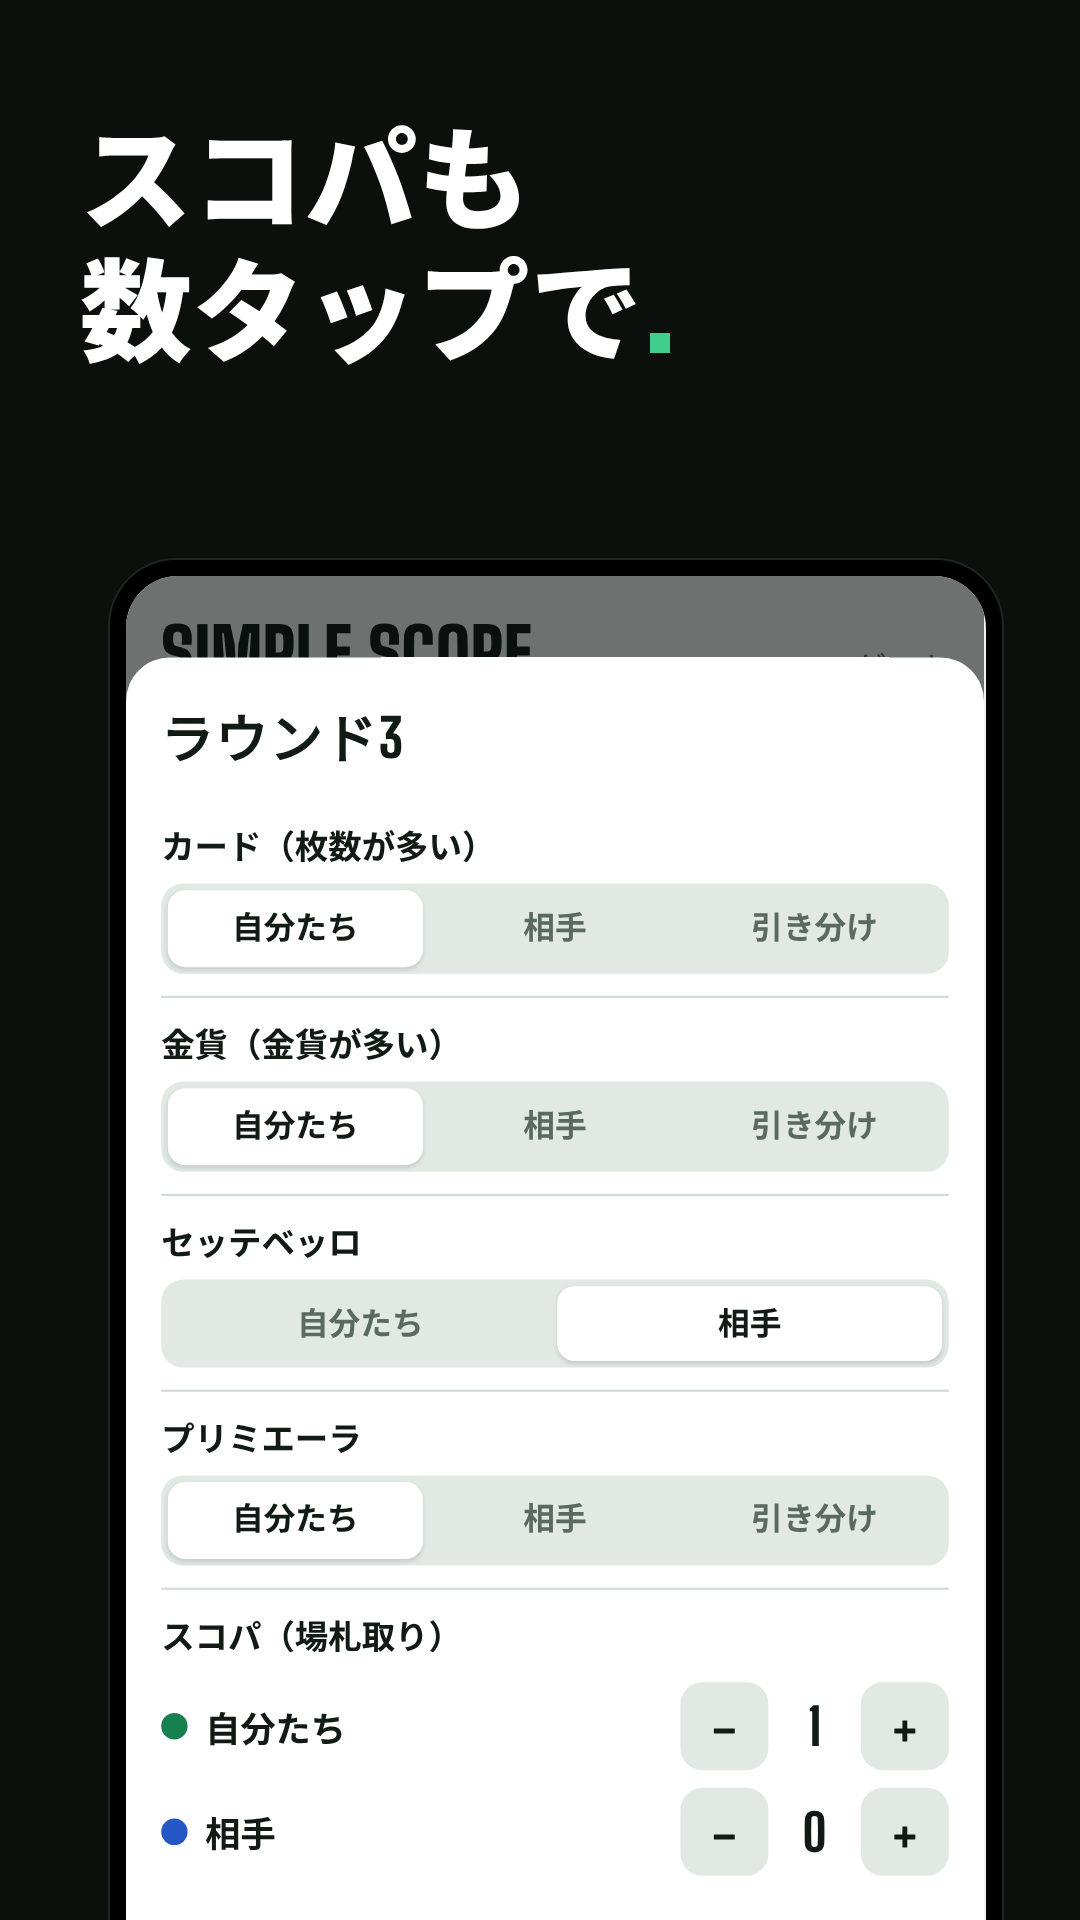 スコパも
数タップで.
SIMPLE SCORE
ラウンド3
カード（枚数が多い）
自分たち 相手 引き分け
金貨（金貨が多い）
自分たち 相手 引き分け
セッテベッロ
自分たち 相手
プリミエーラ
自分たち 相手 引き分け
スコパ（場札取り）
自分たち − 1 +
相手 − 0 +